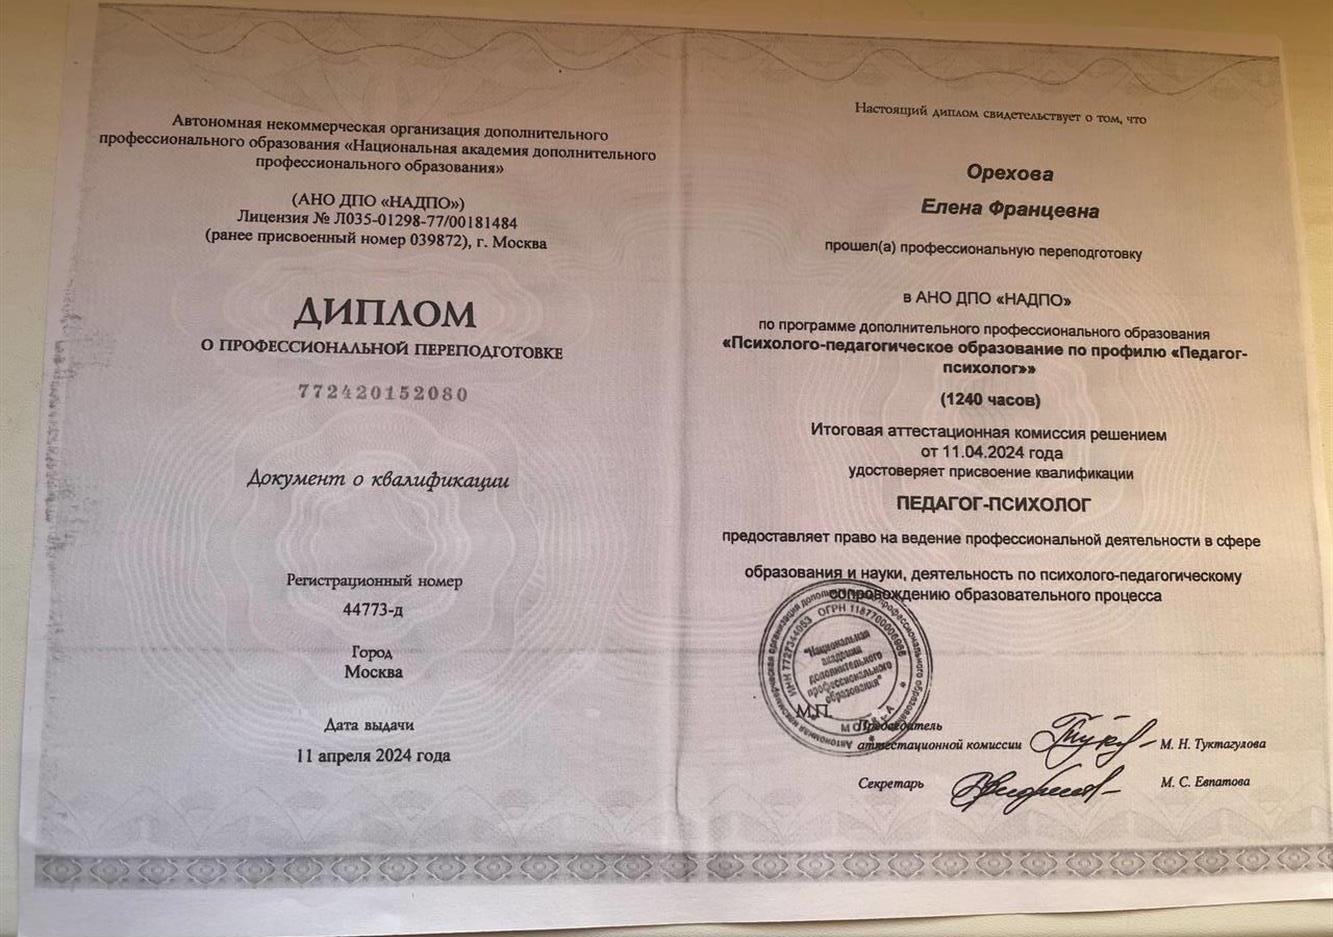 Автономная некоммерческая организация дополнительного
профессионального образования «Национальная академия дополнительного
профессионального образования»
(АНО ДПО «НАДПО»)
Лицензия № Л035-01298-77/00181484
(ранее присвоенный номер 039872), г. Москва
ДИПЛОМ
О ПРОФЕССИОНАЛЬНОЙ ПЕРЕПОДГОТОВКЕ
772420152080
Документ о квалификации
Регистрационный номер
44773-д
Город
Москва
Дата выдачи
11 апреля 2024 года
Настоящий диплом свидетельствует о том, что
Орехова
Елена Францевна
прошел(а) профессиональную переподготовку
в АНО ДПО «НАДПО»
по программе дополнительного профессионального образования
«Психолого-педагогическое образование по профилю «Педагог-
психолог»»
(1240 часов)
Итоговая аттестационная комиссия решением
от 11.04.2024 года
удостоверяет присвоение квалификации
ПЕДАГОГ-ПСИХОЛОГ
предоставляет право на ведение профессиональной деятельности в сфере
образования и науки, деятельность по психолого-педагогическому
сопровождению образовательного процесса
"Национальная
академия
дополнительного
профессионального
образования"
МОСКВА
М.П.
Председатель
аттестационной комиссии М. Н. Туктагулова
Секретарь М. С. Евпатова